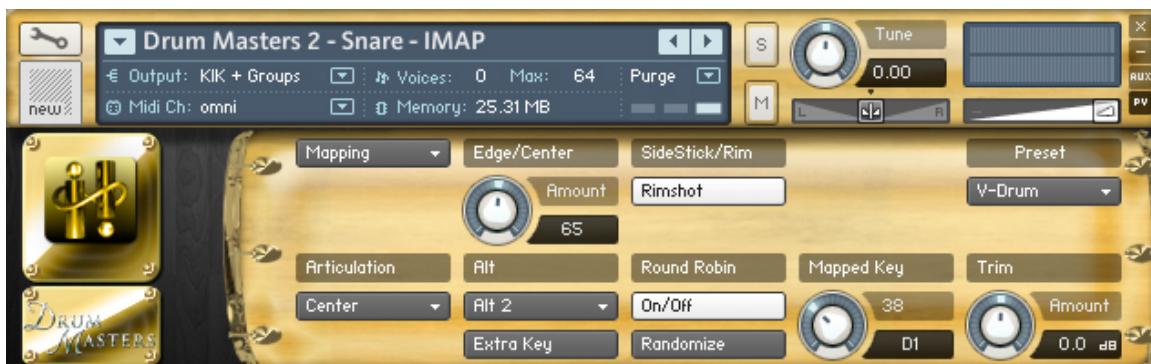 Drum Masters 2 - Snare - IMAP
S
Tune
Output: KIK + Groups
Voices: 0 Max: 64
Purge
0.00
AUX
new
Midi Ch: omni
Memory: 25.31 MB
M
L R
PV
Mapping
Edge/Center
SideStick/Rim
Preset
Amount
Rimshot
V-Drum
65
Articulation
Alt
Round Robin
Mapped Key
Trim
Center
Alt 2
On/Off
38
Amount
DRUM
MASTERS
Extra Key
Randomize
D1
0.0 dB